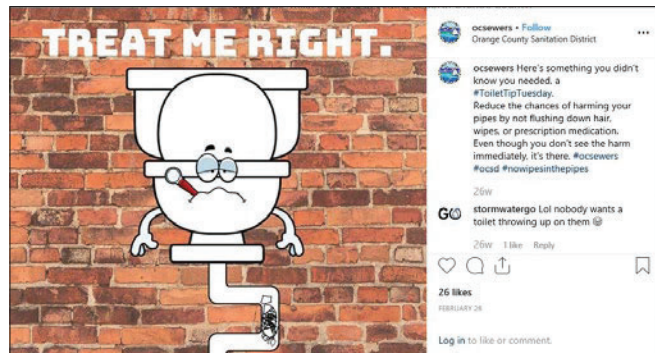 TREAT ME RIGHT.
ocsewers • Follow
Orange County Sanitation District
ocsewers Here's something you didn't
know you needed, a
#ToiletTipTuesday.
Reduce the chances of harming your
pipes by not flushing down hair,
wipes, or prescription medication.
Even though you don't see the harm
immediately, it's there. #ocsewers
#ocsd #nowipesinthepipes
26w
GO
stormwatergo Lol nobody wants a
toilet throwing up on them 😂
26w 1 like Reply
26 likes
FEBRUARY 26
Log in to like or comment.